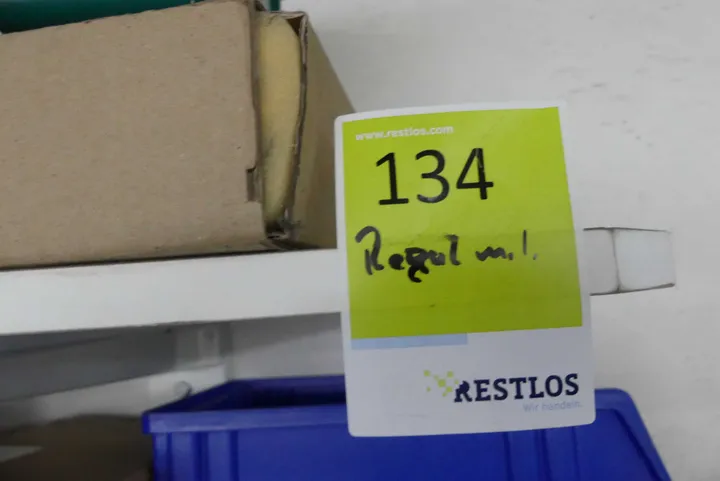 www.restlos.com
134
Regal m.I.
RESTLOS
Wir handeln.